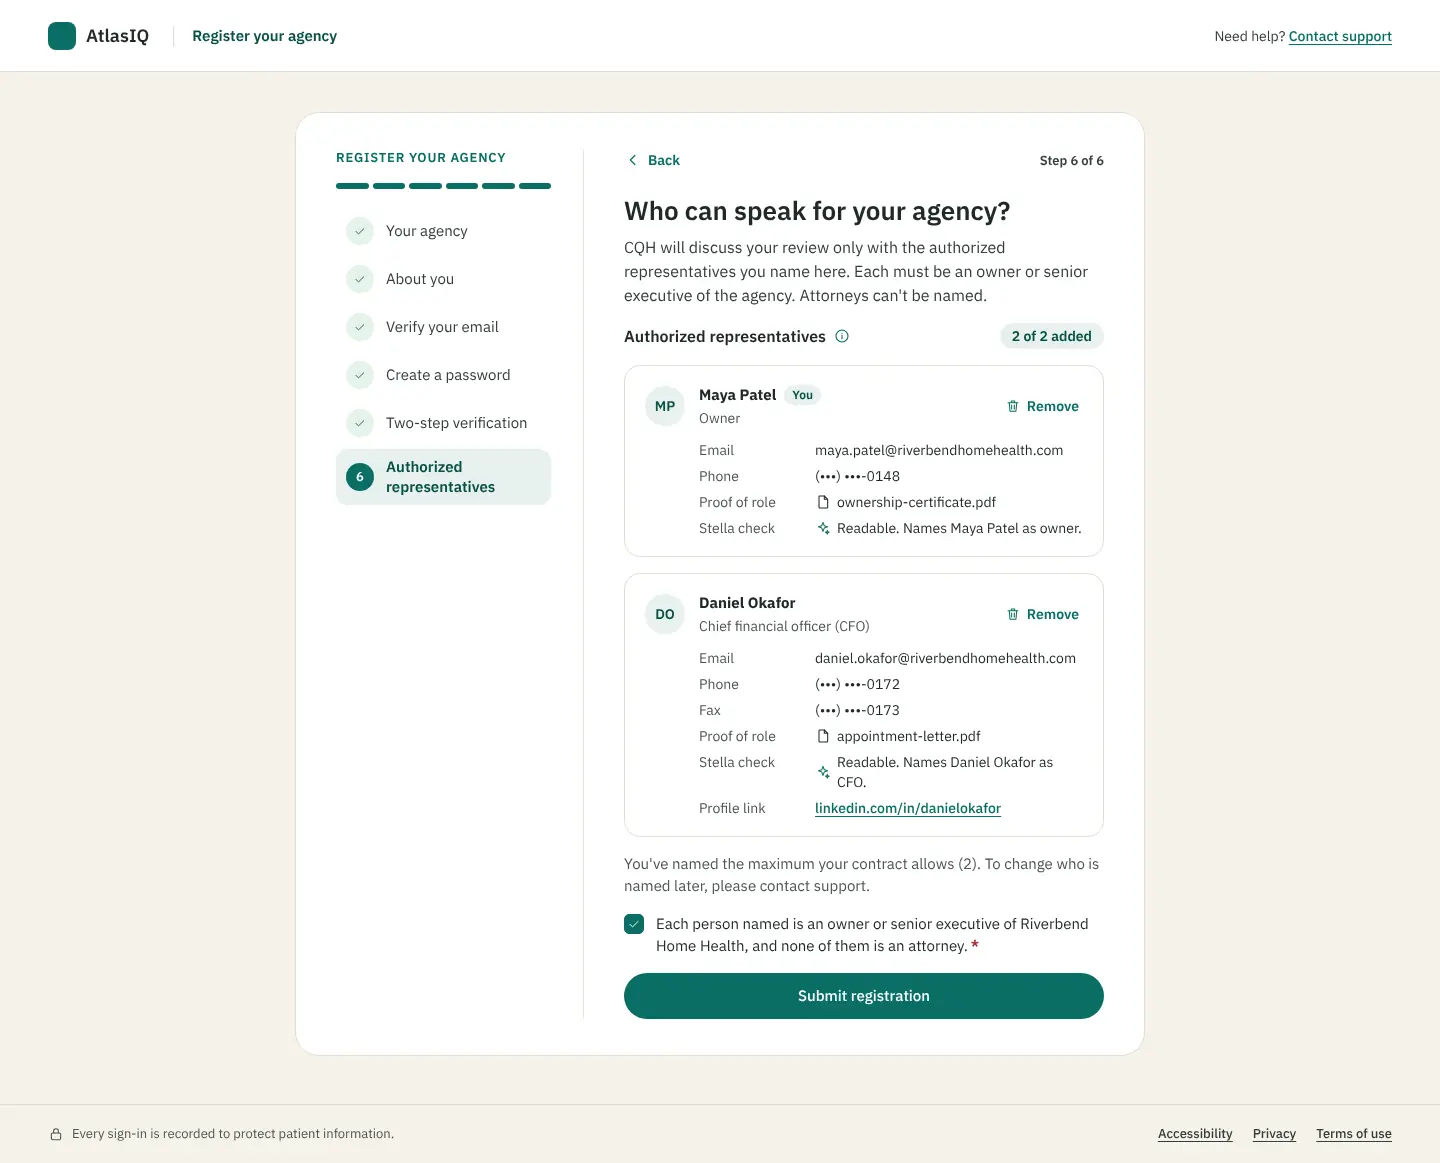 AtlasIQ
Register your agency
Need help? Contact support
REGISTER YOUR AGENCY
Your agency
About you
Verify your email
Create a password
Two-step verification
6
Authorized
representatives
Back
Step 6 of 6
Who can speak for your agency?
CQH will discuss your review only with the authorized
representatives you name here. Each must be an owner or senior
executive of the agency. Attorneys can't be named.
Authorized representatives
2 of 2 added
MP
Maya Patel You
Owner
Remove
Email maya.patel@riverbendhomehealth.com
Phone (•••) •••-0148
Proof of role ownership-certificate.pdf
Stella check Readable. Names Maya Patel as owner.
DO
Daniel Okafor
Chief financial officer (CFO)
Remove
Email daniel.okafor@riverbendhomehealth.com
Phone (•••) •••-0172
Fax (•••) •••-0173
Proof of role appointment-letter.pdf
Stella check Readable. Names Daniel Okafor as
CFO.
Profile link linkedin.com/in/danielokafor
You've named the maximum your contract allows (2). To change who is
named later, please contact support.
Each person named is an owner or senior executive of Riverbend
Home Health, and none of them is an attorney. *
Submit registration
Every sign-in is recorded to protect patient information.
Accessibility Privacy Terms of use